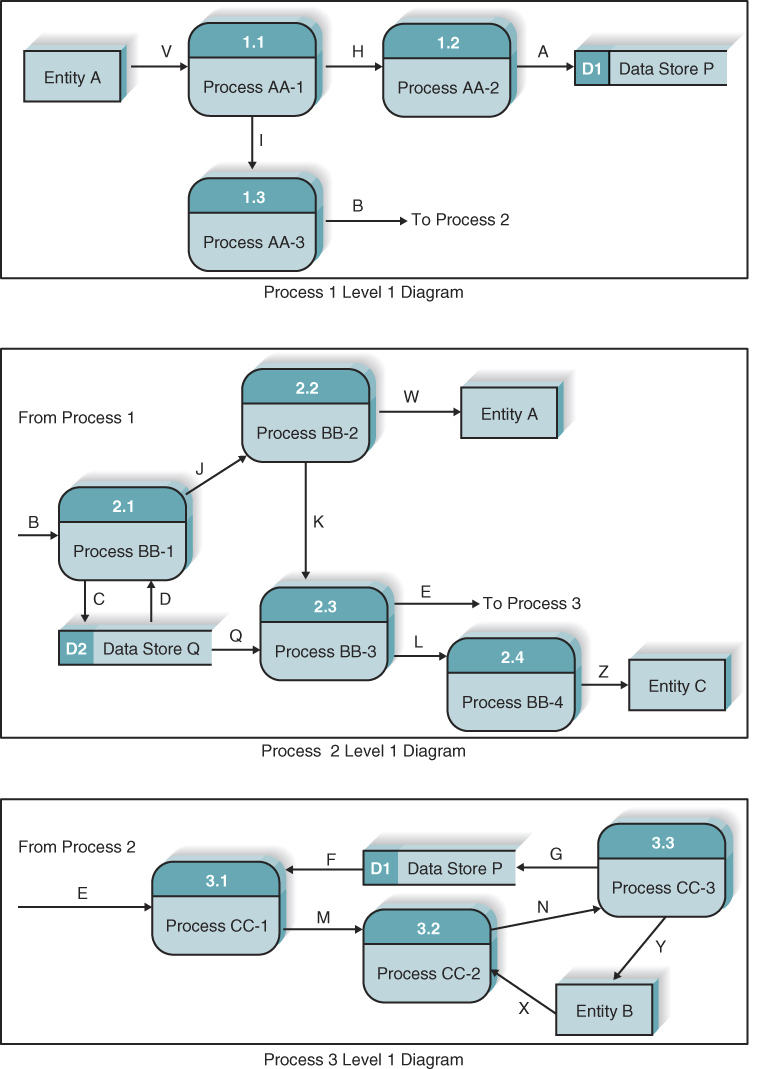 1.1
1.2
V
H
A
Entity A
Process AA-1
Process AA-2
D1 Data Store P
I
1.3
B
To Process 2
Process AA-3
Process 1 Level 1 Diagram
2.2
W
From Process 1
Process BB-2
Entity A
J
2.1
B
K
Process BB-1
C
D
E
2.3
To Process 3
Q
D2 Data Store Q
Process BB-3
L
2.4
Z
Entity C
Process BB-4
Process 2 Level 1 Diagram
From Process 2
3.3
F
G
D1 Data Store P
3.1
E
Process CC-3
M
N
Process CC-1
3.2
Y
Process CC-2
X
Entity B
Process 3 Level 1 Diagram